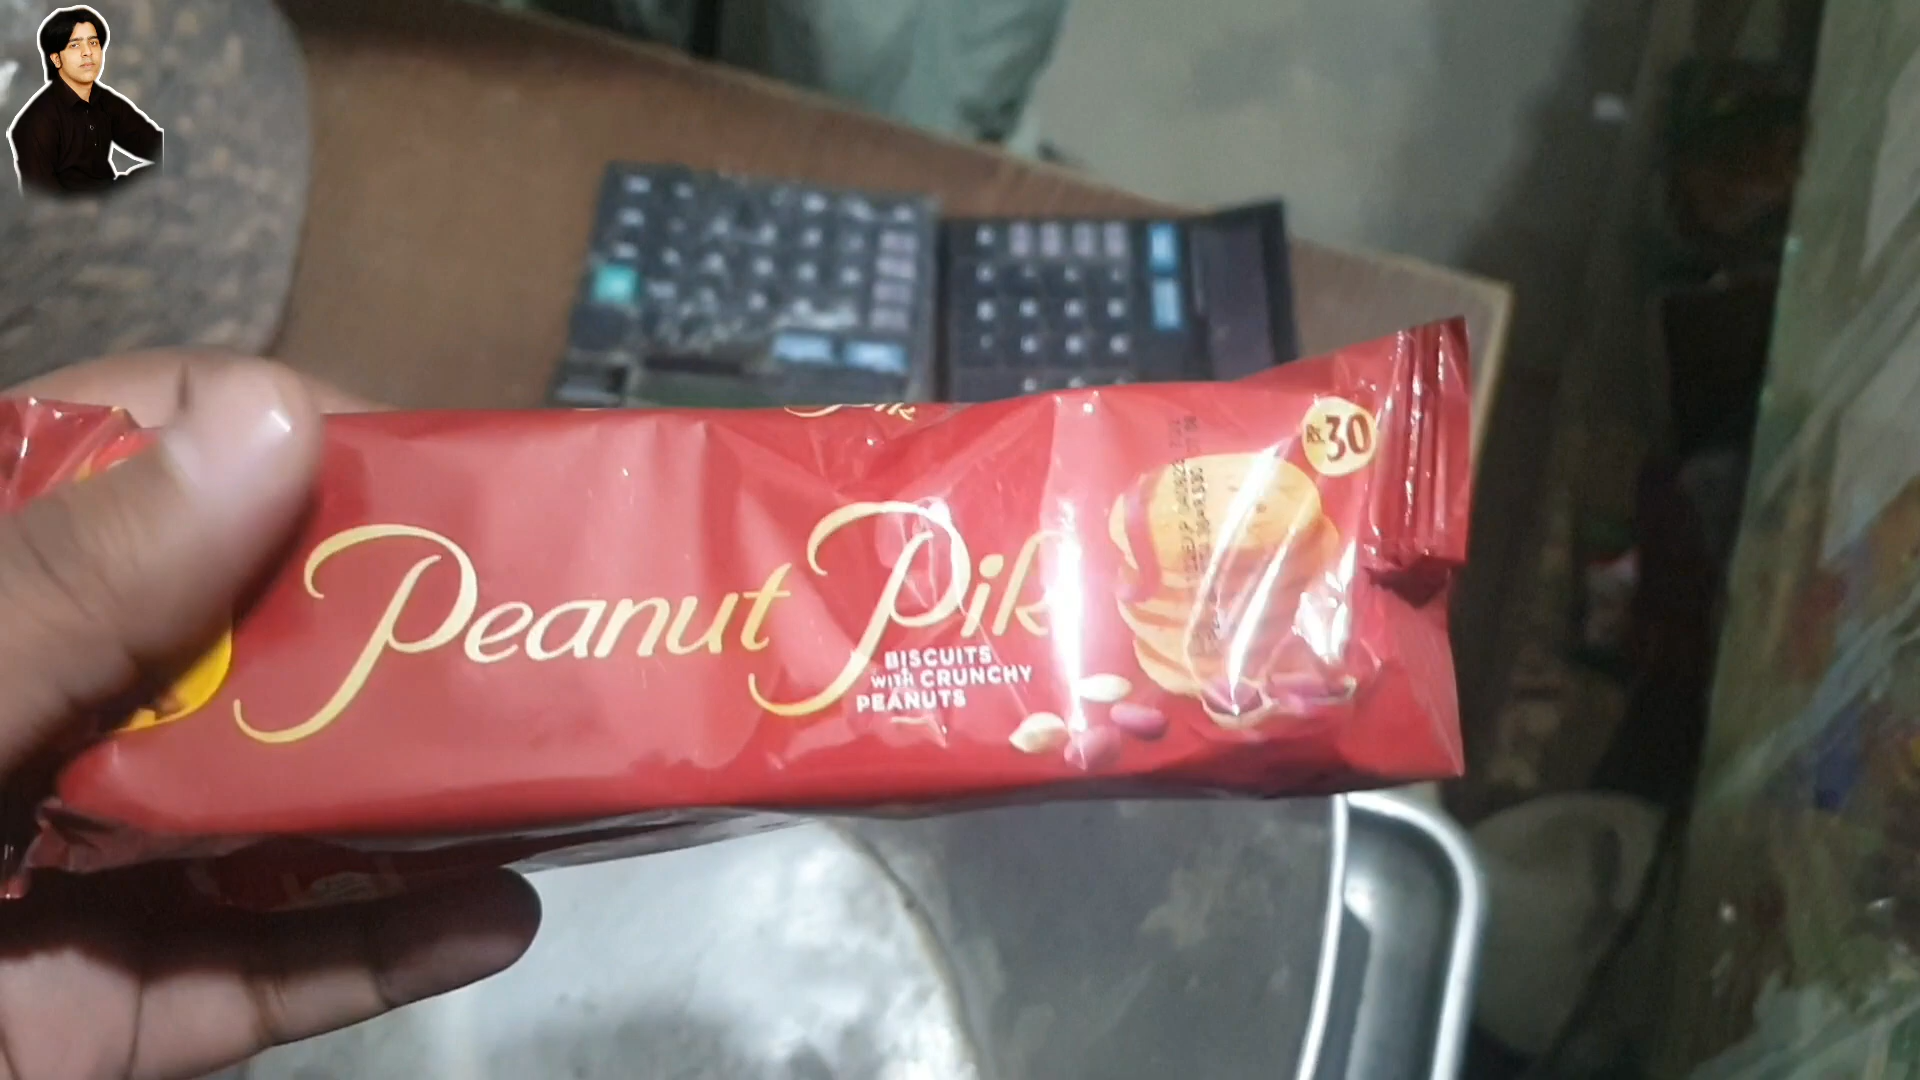 Peanut Pik
BISCUITS
WITH CRUNCHY
PEANUTS
Rs.30